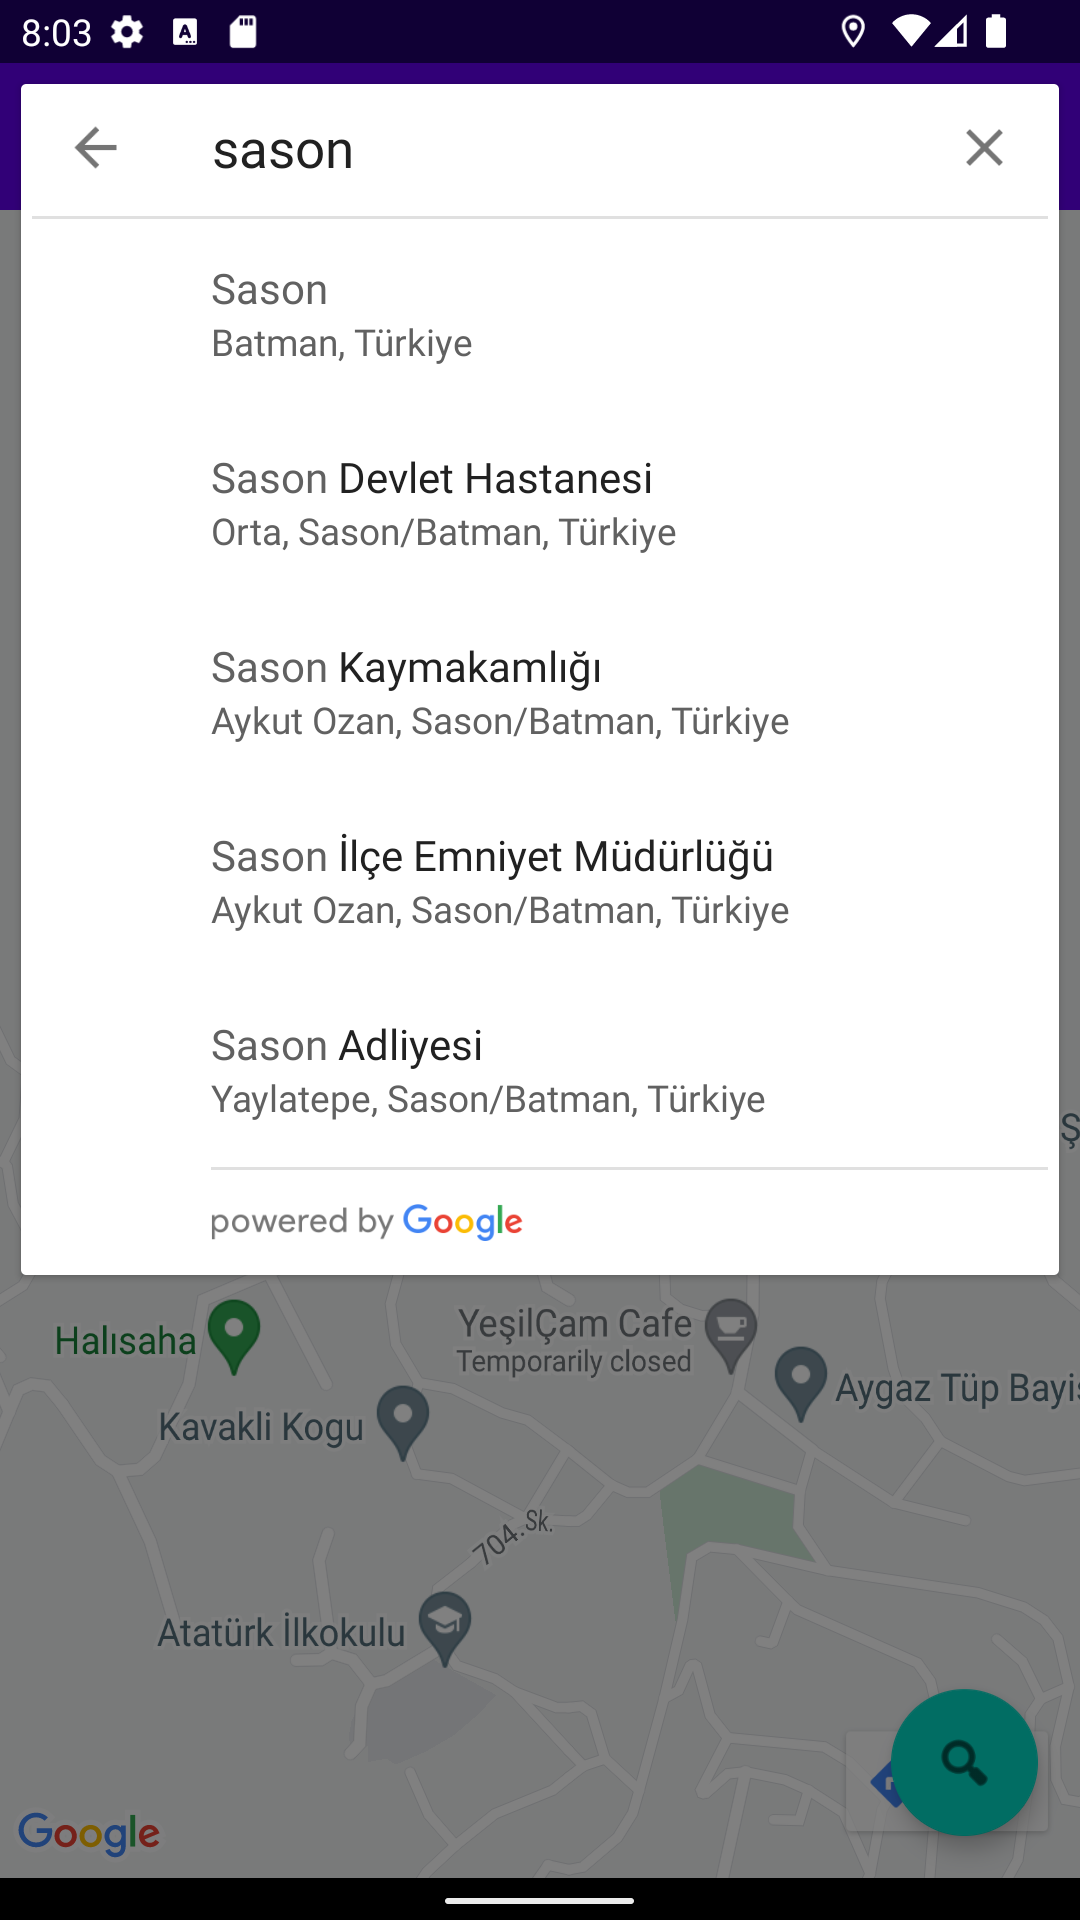 8:03
sason
Sason
Batman, Türkiye
Sason Devlet Hastanesi
Orta, Sason/Batman, Türkiye
Sason Kaymakamlığı
Aykut Ozan, Sason/Batman, Türkiye
Sason İlçe Emniyet Müdürlüğü
Aykut Ozan, Sason/Batman, Türkiye
Sason Adliyesi
Yaylatepe, Sason/Batman, Türkiye
powered by Google
Halısaha
YeşilÇam Cafe
Temporarily closed
Aygaz Tüp
Kavakli Kogu
704. Sk.
Atatürk İlkokulu
Google